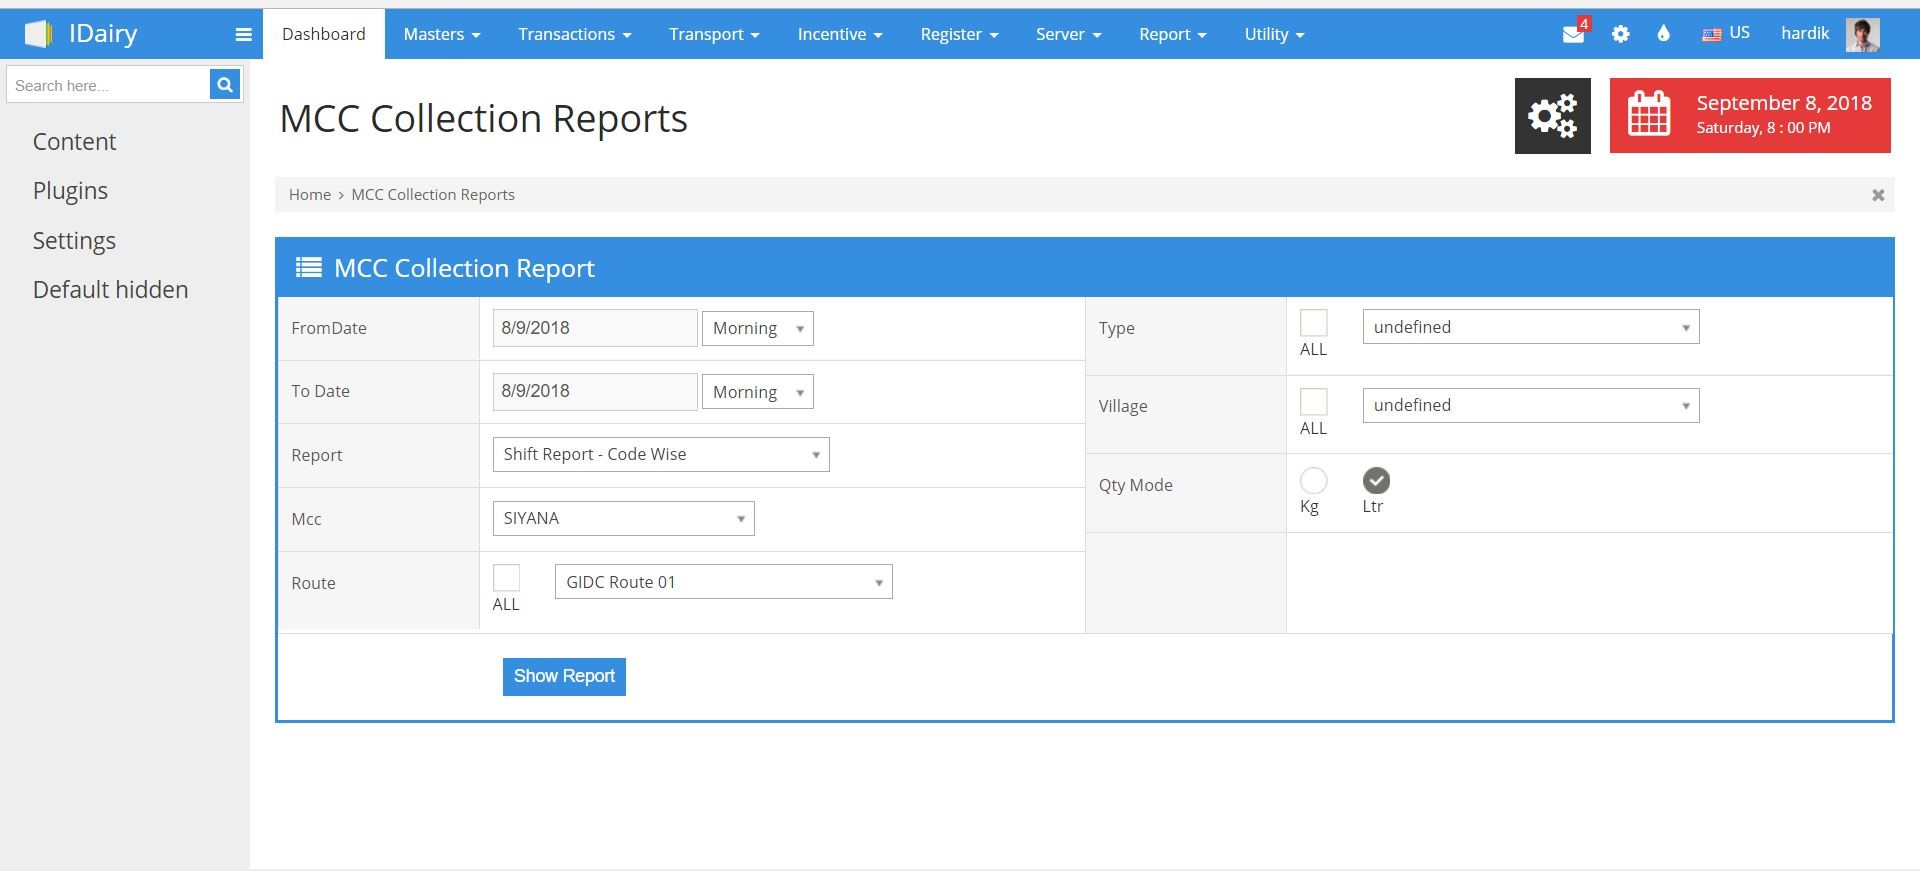 IDairy
Dashboard Masters Transactions Transport Incentive Register Server Report Utility 4 US hardik
Search here...
Content
Plugins
Settings
Default hidden
MCC Collection Reports
September 8, 2018
Saturday, 8 : 00 PM
Home › MCC Collection Reports
MCC Collection Report
FromDate 8/9/2018 Morning
To Date 8/9/2018 Morning
Report Shift Report - Code Wise
Mcc SIYANA
Route ALL GIDC Route 01
Type ALL undefined
Village ALL undefined
Qty Mode Kg Ltr
Show Report